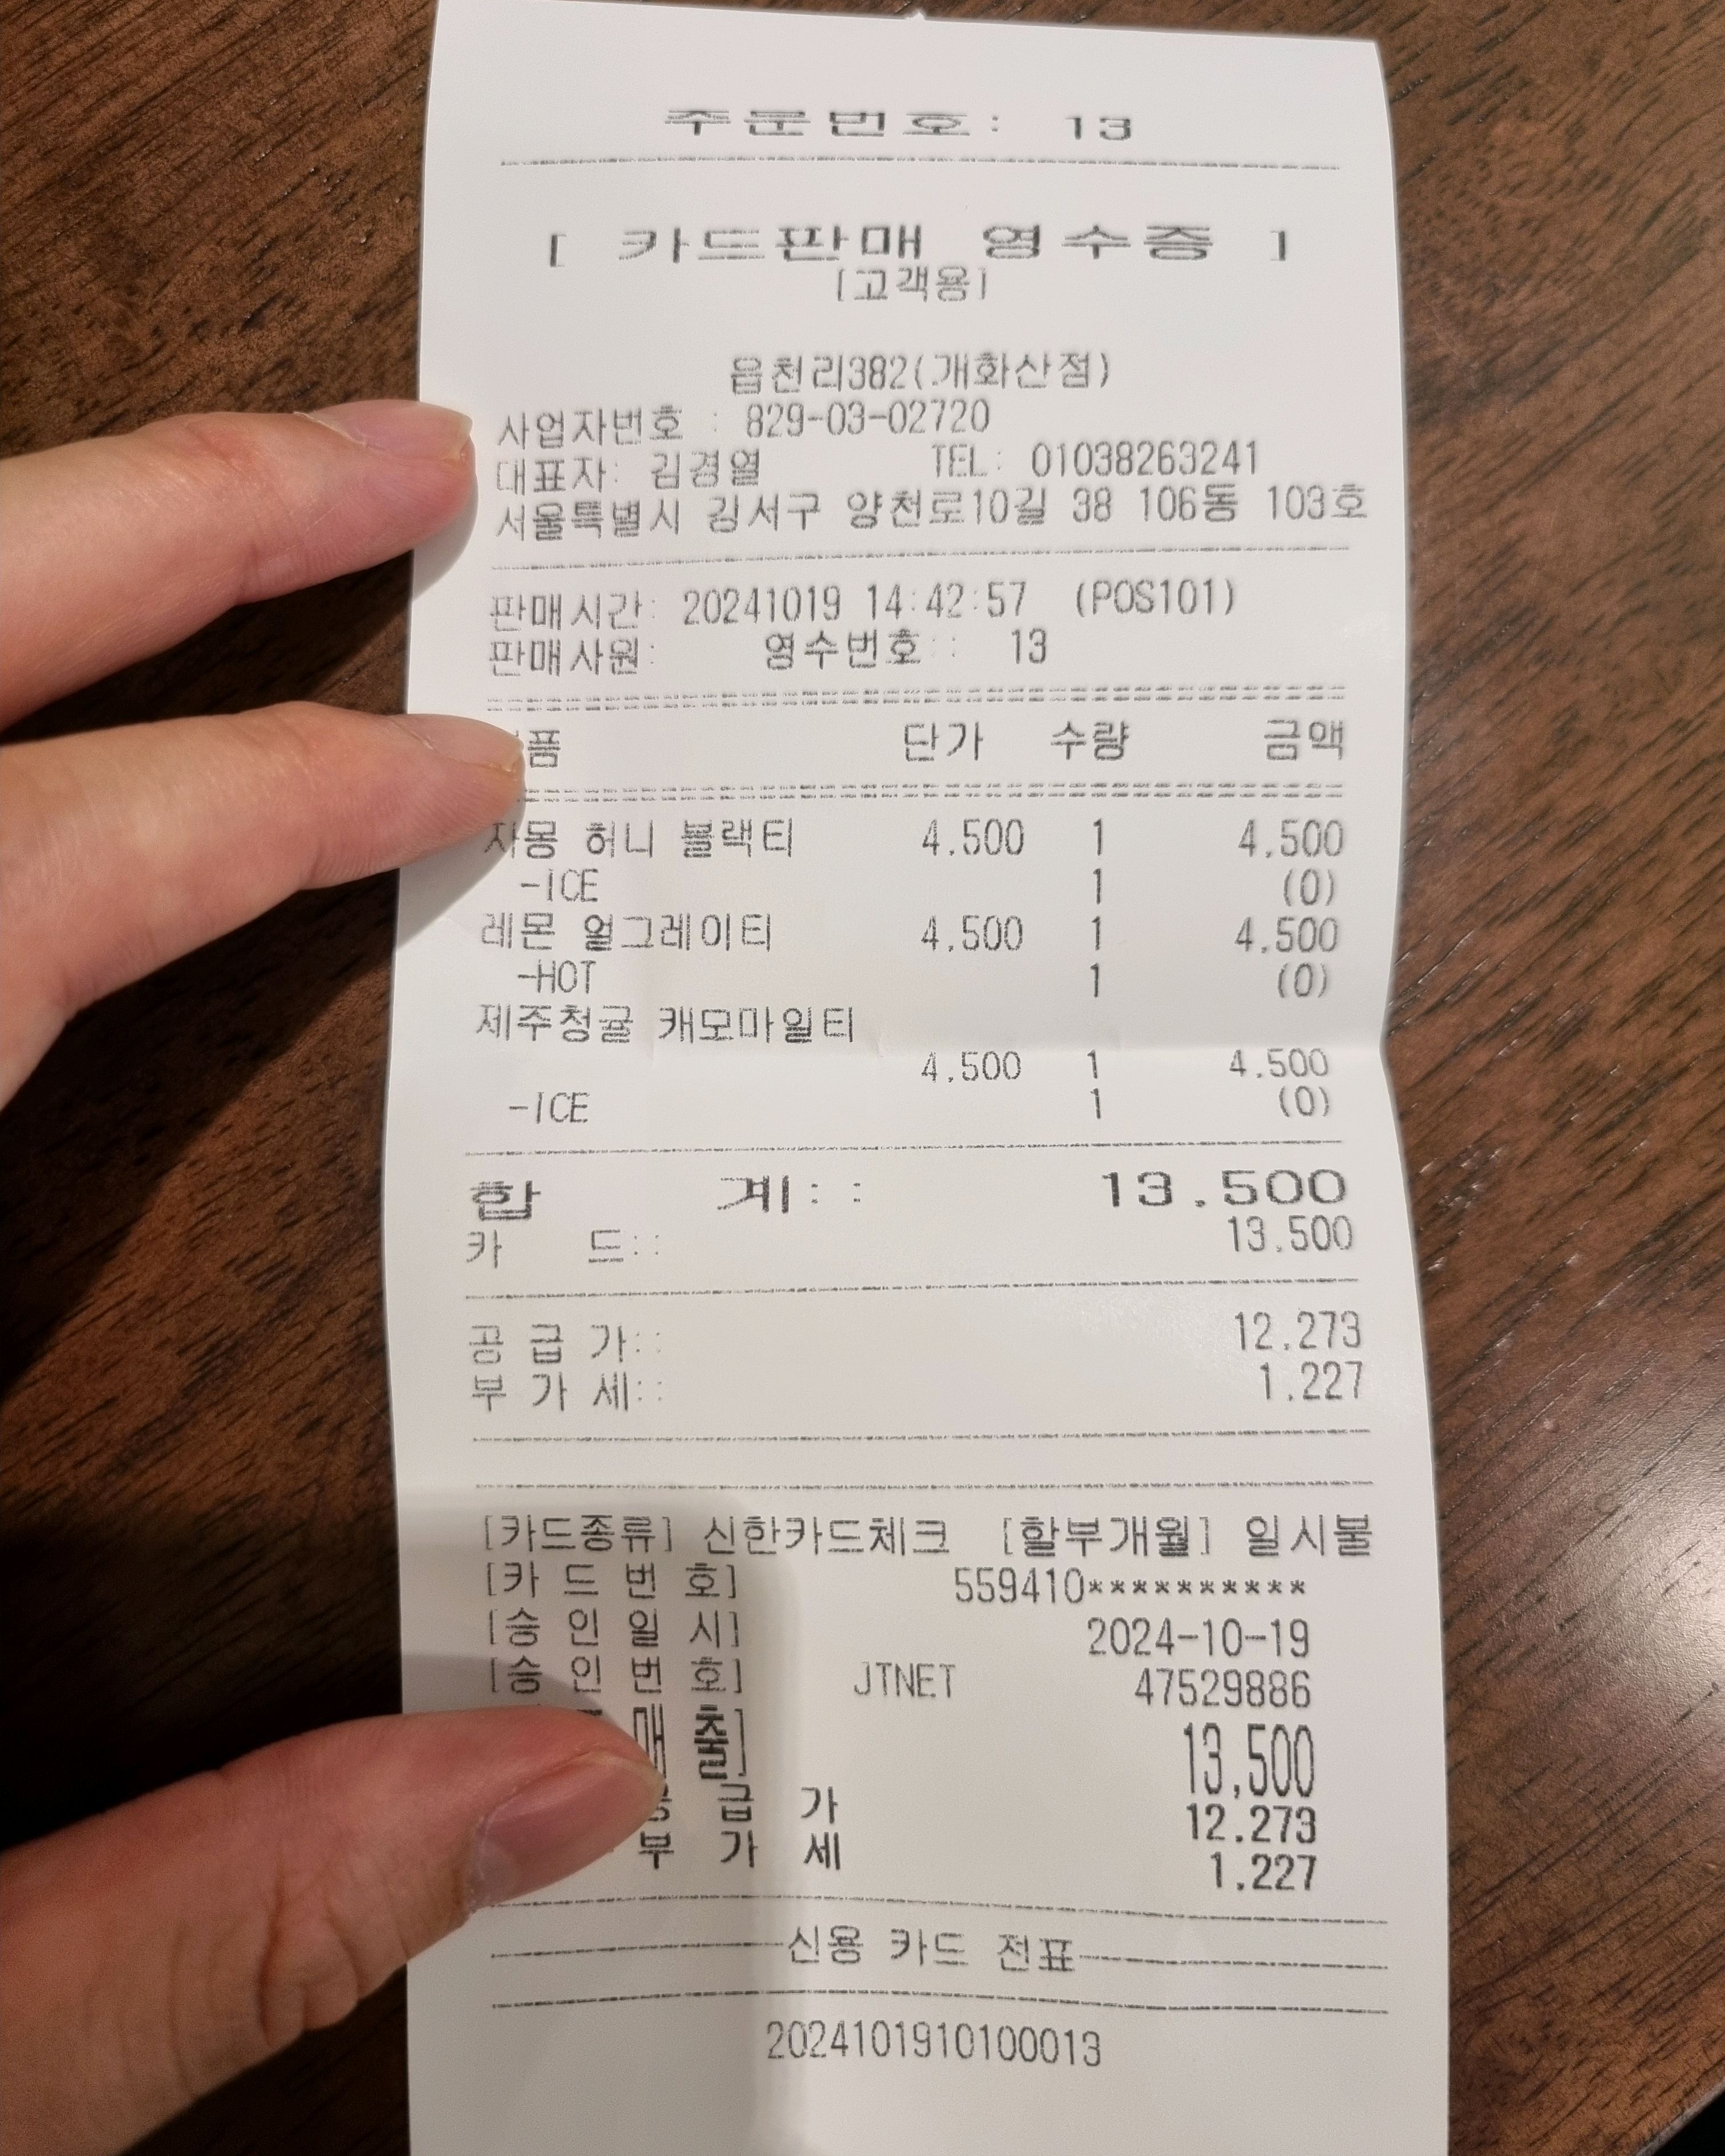 주문번호: 13
[ 카드판매 영수증 ]
[고객용]
읍천리382(개화산점)
사업자번호 : 829-03-02720
대표자: 김경열 TEL: 01038263241
서울특별시 강서구 양천로10길 38 106동 103호
판매시간: 20241019 14:42:57 (POS101)
판매사원: 영수번호: : 13
품 단가 수량 금액
자몽 허니 블랙티 4,500 1 4,500
-ICE 1 (0)
레몬 얼그레이티 4,500 1 4,500
-HOT 1 (0)
제주청귤 캐모마일티
4,500 1 4,500
-ICE 1 (0)
합 계: : 13,500
카 드: : 13,500
공 급 가: : 12,273
부 가 세: : 1,227
[카드종류] 신한카드체크 [할부개월] 일시불
[카 드 번 호] 559410**********
[승 인 일 시] 2024-10-19
[승 인 번 호] JTNET 47529886
매 출] 13,500
급 가 12,273
부 가 세 1,227
신용 카드 전표
2024101910100013